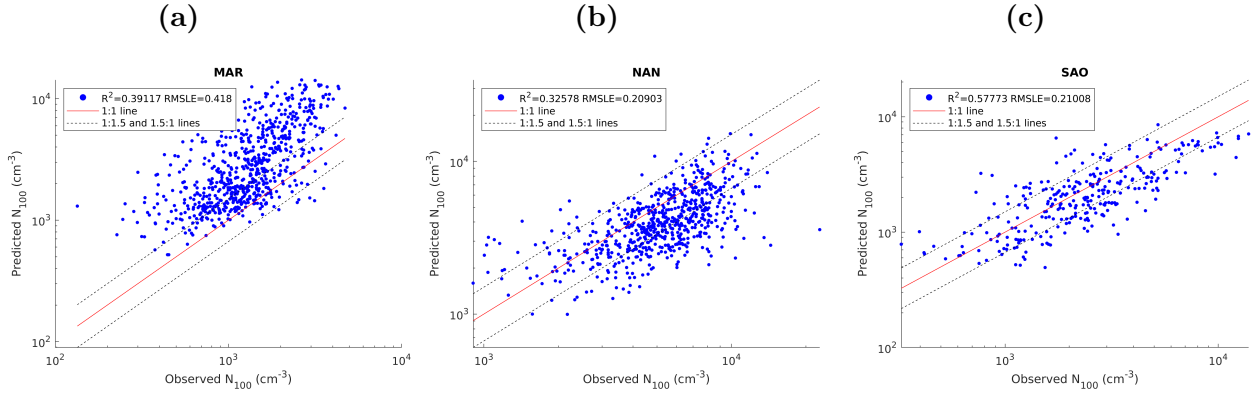 (a)
MAR
R²=0.39117 RMSLE=0.418
1:1 line
1:1.5 and 1.5:1 lines
10⁴
10³
10²
Predicted N₁₀₀ (cm⁻³)
10²
10³
10⁴
Observed N₁₀₀ (cm⁻³)
(b)
NAN
R²=0.32578 RMSLE=0.20903
1:1 line
1:1.5 and 1.5:1 lines
10⁴
10³
Predicted N₁₀₀ (cm⁻³)
10³
10⁴
Observed N₁₀₀ (cm⁻³)
(c)
SAO
R²=0.57773 RMSLE=0.21008
1:1 line
1:1.5 and 1.5:1 lines
10⁴
10³
10²
Predicted N₁₀₀ (cm⁻³)
10³
10⁴
Observed N₁₀₀ (cm⁻³)